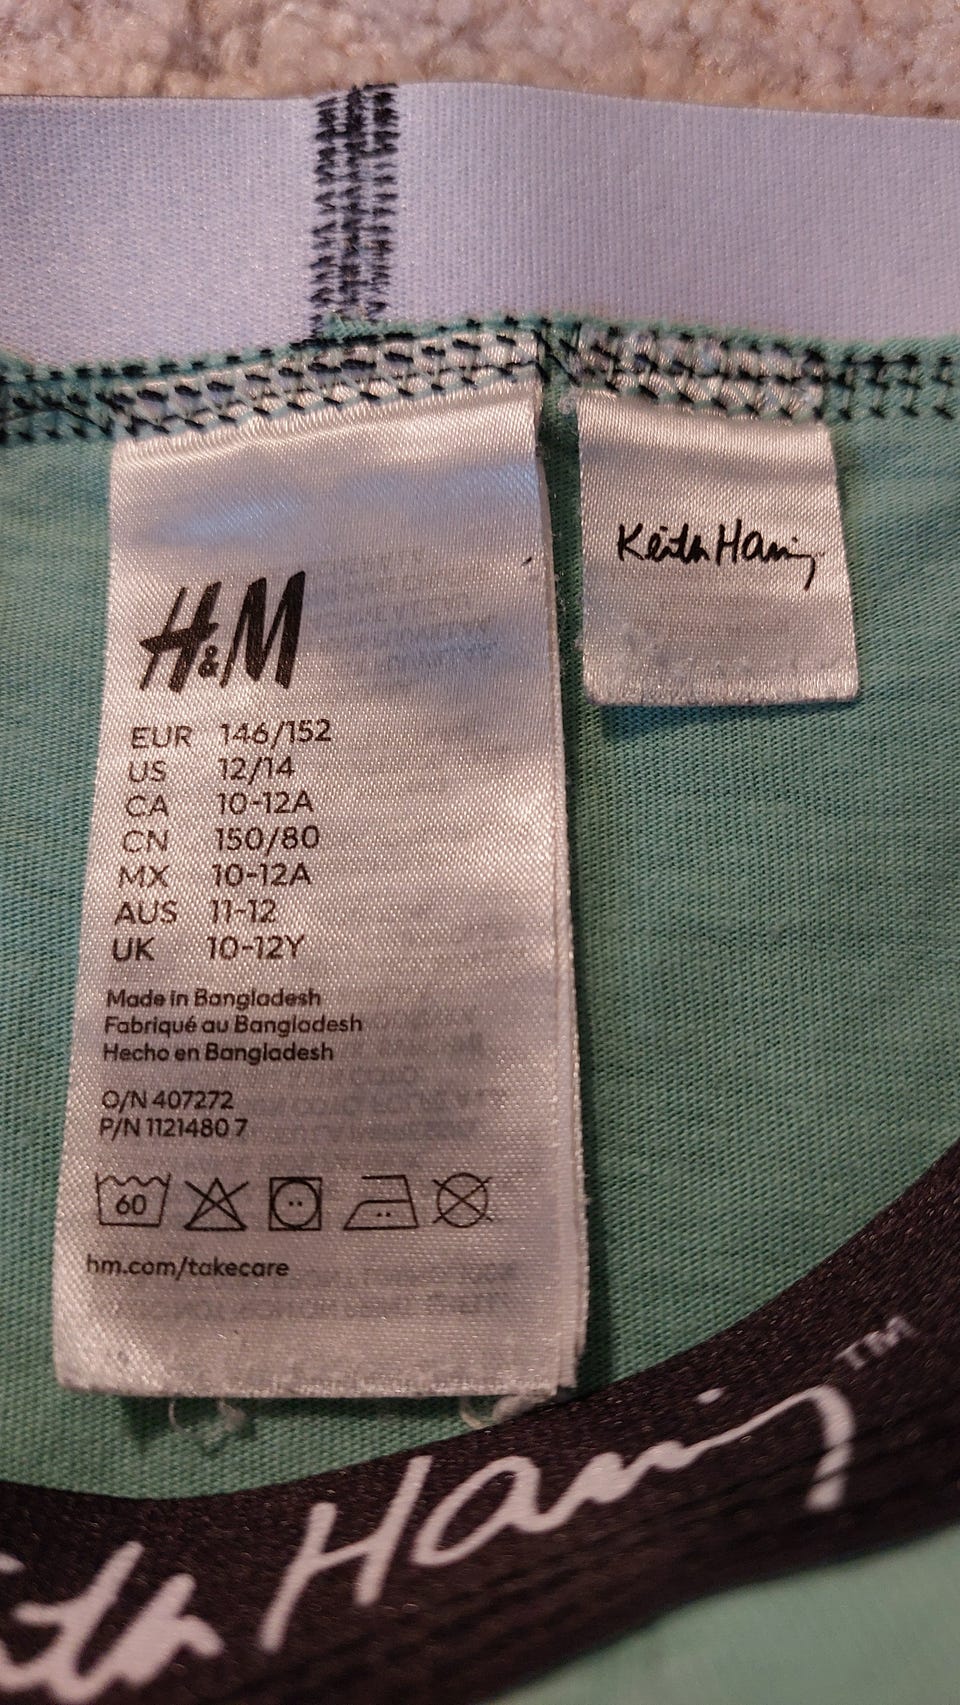 H&M
EUR 146/152
US 12/14
CA 10-12A
CN 150/80
MX 10-12A
AUS 11-12
UK 10-12Y
Made in Bangladesh
Fabriqué au Bangladesh
Hecho en Bangladesh
O/N 407272
P/N 1121480 7
60
hm.com/takecare
Keith Haring
Haring™